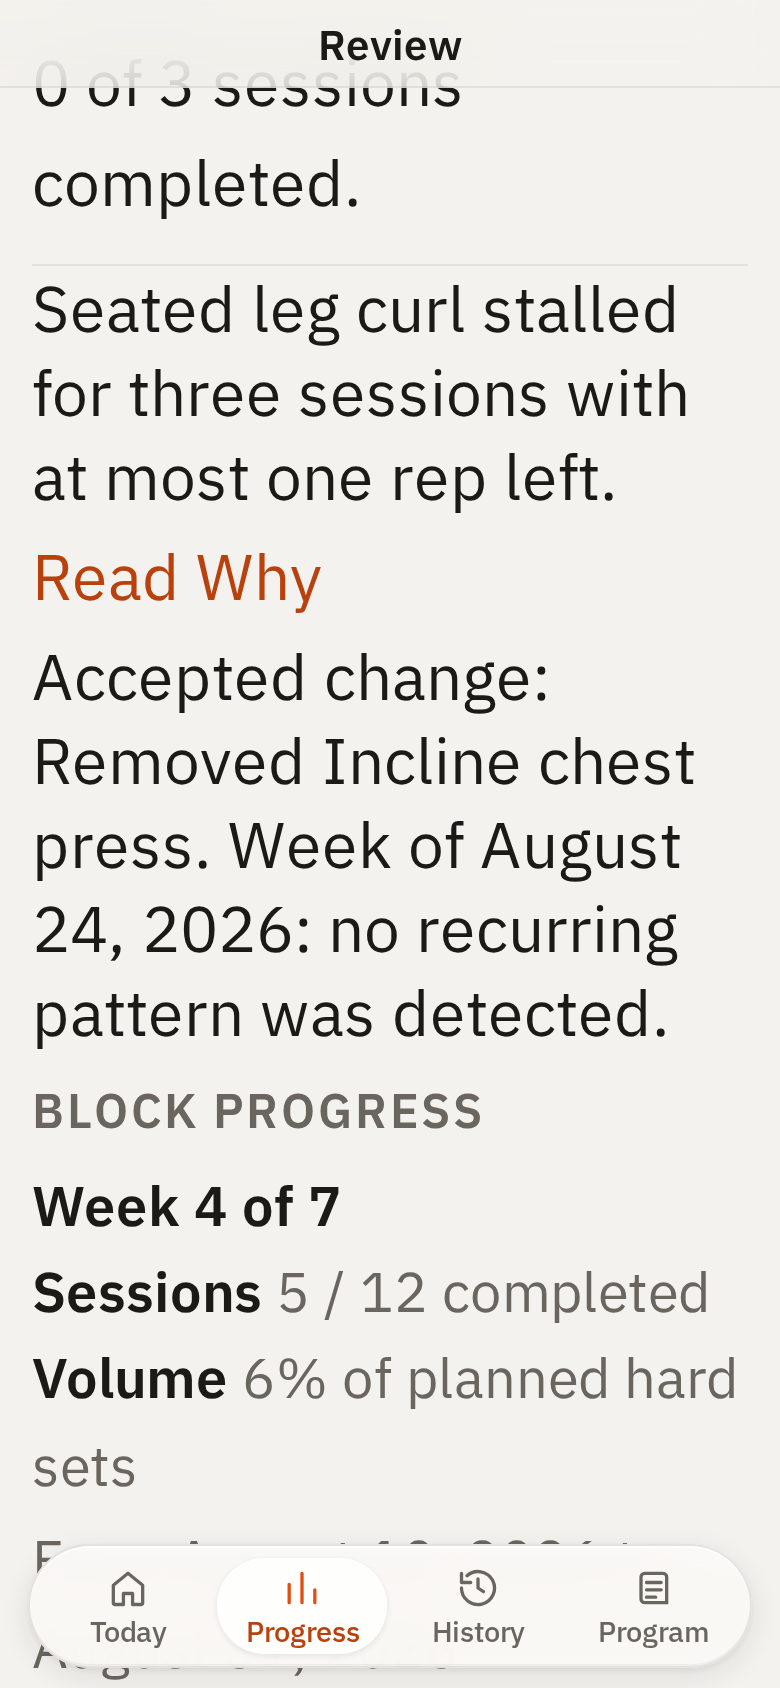 Review
0 of 3 sessions
completed.
Seated leg curl stalled
for three sessions with
at most one rep left.
Read Why
Accepted change:
Removed Incline chest
press. Week of August
24, 2026: no recurring
pattern was detected.
BLOCK PROGRESS
Week 4 of 7
Sessions 5 / 12 completed
Volume 6% of planned hard
sets
Today
Progress
History
Program